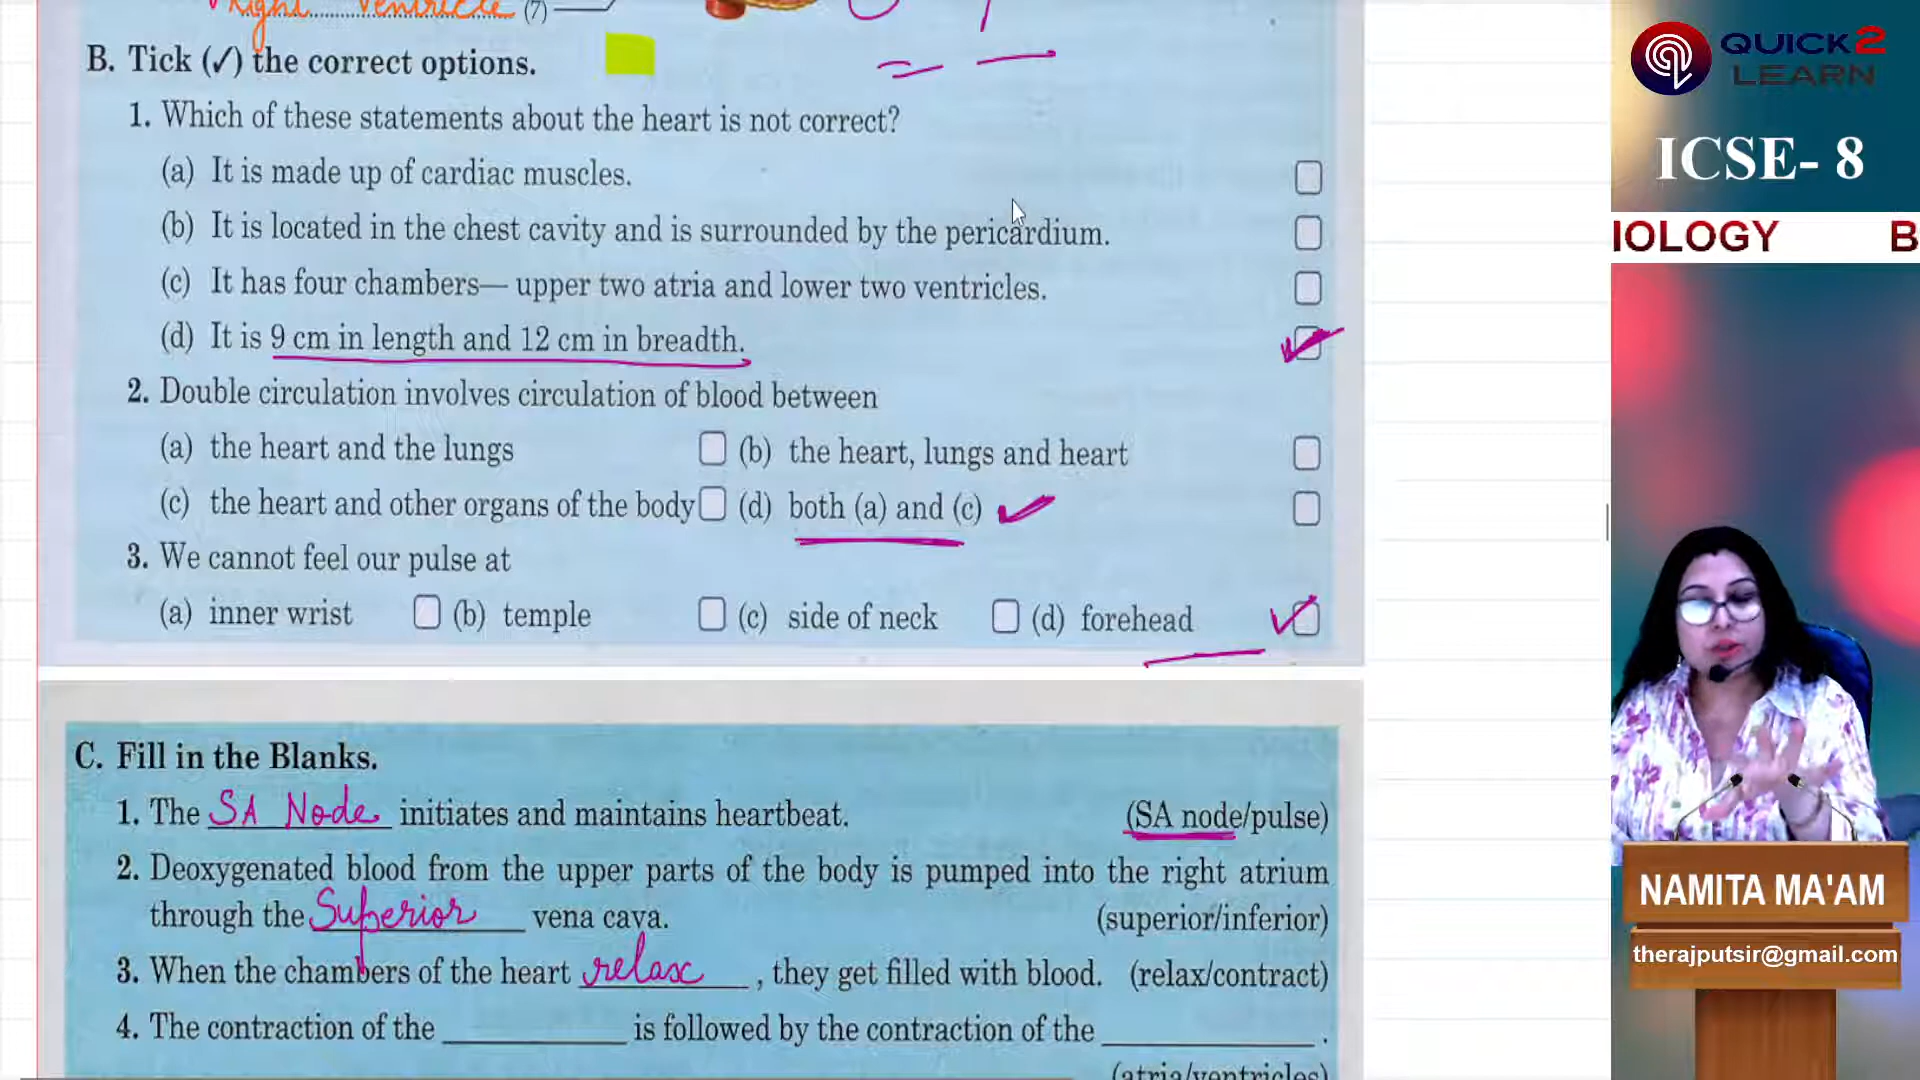 Right Ventricle (7)
B. Tick (✓) the correct options.
1. Which of these statements about the heart is not correct?
(a) It is made up of cardiac muscles.
(b) It is located in the chest cavity and is surrounded by the pericardium.
(c) It has four chambers— upper two atria and lower two ventricles.
(d) It is 9 cm in length and 12 cm in breadth.
2. Double circulation involves circulation of blood between
(a) the heart and the lungs (b) the heart, lungs and heart
(c) the heart and other organs of the body (d) both (a) and (c)
3. We cannot feel our pulse at
(a) inner wrist (b) temple (c) side of neck (d) forehead
C. Fill in the Blanks.
1. The SA Node initiates and maintains heartbeat. (SA node/pulse)
2. Deoxygenated blood from the upper parts of the body is pumped into the right atrium
through the Superior vena cava. (superior/inferior)
3. When the chambers of the heart relax, they get filled with blood. (relax/contract)
4. The contraction of the ____________ is followed by the contraction of the ____________.
(atria/ventricles)
QUICK2
LEARN
ICSE- 8
IOLOGY B
NAMITA MA'AM
therajputsir@gmail.com